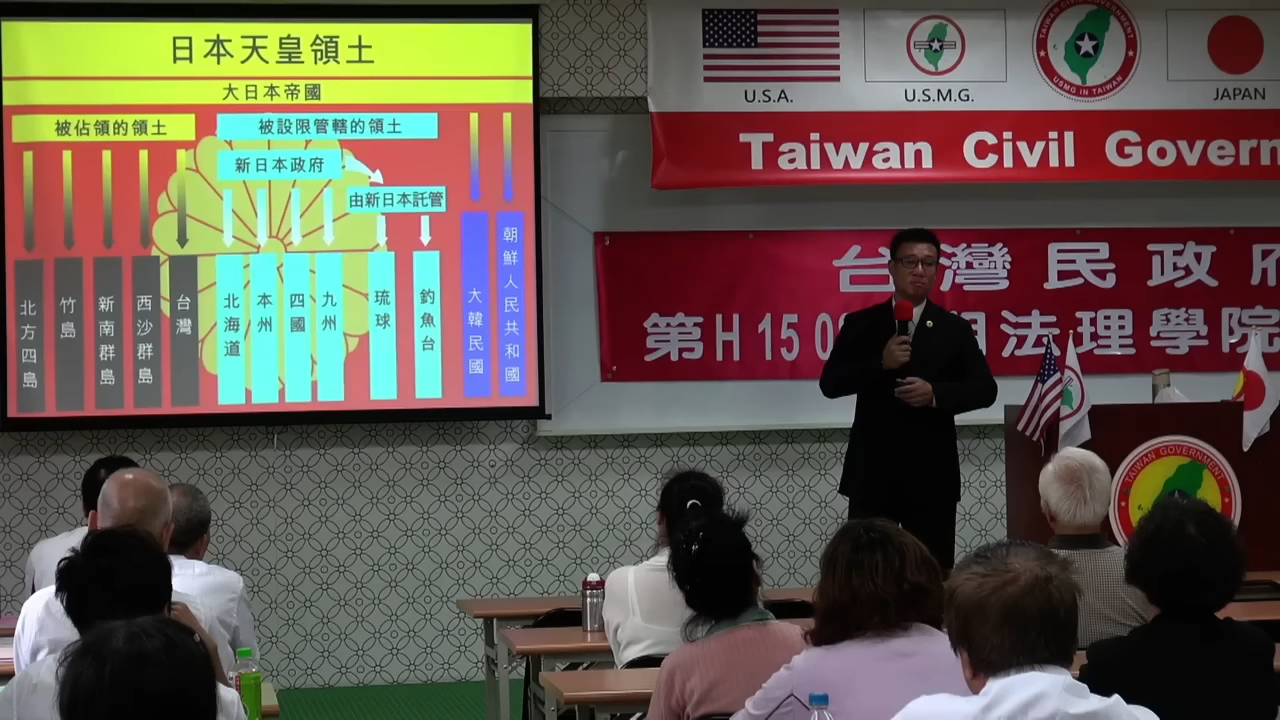 日本天皇領土
大日本帝國
被佔領的領土
被設限管轄的領土
新日本政府
由新日本託管
北方四島
竹島
新南群島
西沙群島
台灣
北海道
本州
四國
九州
琉球
釣魚台
大韓民國
朝鮮人民共和國
U.S.A.
U.S.M.G.
TAIWAN CIVIL GOVERNMENT
USMG IN TAIWAN
JAPAN
Taiwan Civil Govern
台灣民政府
第H 15 0
法理學院
TAIWAN GOVERNMENT